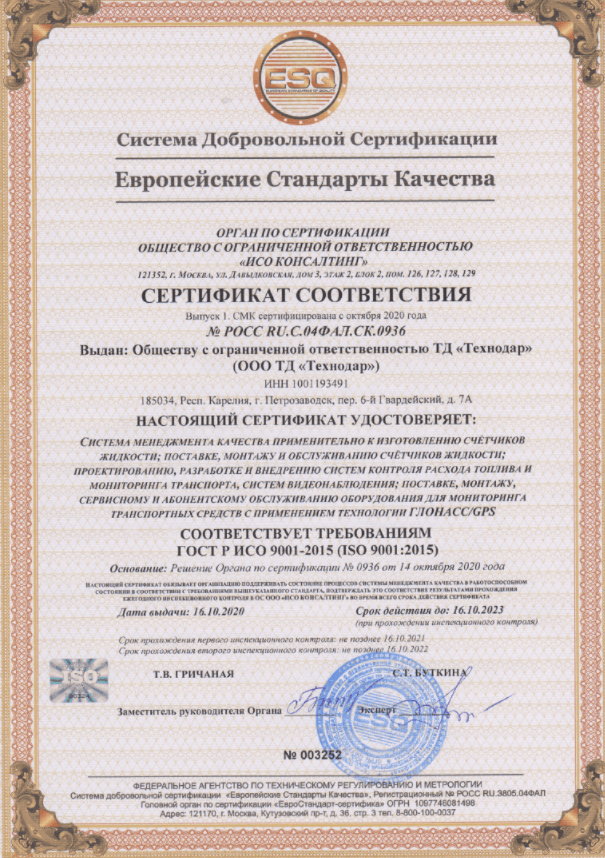 ESQ
Система Добровольной Сертификации
Европейские Стандарты Качества
ОРГАН ПО СЕРТИФИКАЦИИ
ОБЩЕСТВО С ОГРАНИЧЕННОЙ ОТВЕТСТВЕННОСТЬЮ
«ИСО КОНСАЛТИНГ»
121352, г. Москва, ул. Давыдковская, дом 3, этаж 2, блок 2, пом. 126, 127, 128, 129
СЕРТИФИКАТ СООТВЕТСТВИЯ
Выпуск 1. СМК сертифицирована с октября 2020 года
№ РОСС RU.C.04ФАЛ.СК.0936
Выдан: Обществу с ограниченной ответственностью ТД «Технодар»
(ООО ТД «Технодар»)
ИНН 1001193491
185034, Респ. Карелия, г. Петрозаводск, пер. 6-й Гвардейский, д. 7А
НАСТОЯЩИЙ СЕРТИФИКАТ УДОСТОВЕРЯЕТ:
Система менеджмента качества применительно к изготовлению счётчиков
жидкости; поставке, монтажу и обслуживанию счётчиков жидкости;
проектированию, разработке и внедрению систем контроля расхода топлива и
мониторинга транспорта, систем видеонаблюдения; поставке, монтажу,
сервисному и абонентскому обслуживанию оборудования для мониторинга
транспортных средств с применением технологии ГЛОНАСС/GPS
СООТВЕТСТВУЕТ ТРЕБОВАНИЯМ
ГОСТ Р ИСО 9001-2015 (ISO 9001:2015)
Основание: Решение Органа по сертификации № 0936 от 14 октября 2020 года
Настоящий сертификат обязывает организацию поддерживать состояние процессов системы менеджмента качества в работоспособном
состоянии в соответствии с требованиями вышеуказанного стандарта, подтверждать это соответствие результатами прохождения
ежегодного инспекционного контроля в ОС ООО «ИСО КОНСАЛТИНГ» во время всего срока действия сертификата
Дата выдачи: 16.10.2020
Срок действия до: 16.10.2023
(при прохождении инспекционного контроля)
Срок прохождения первого инспекционного контроля: не позднее 16.10.2021
Срок прохождения второго инспекционного контроля: не позднее 16.10.2022
ISO
Т.В. ГРИЧАНАЯ
С.Т. БУТКИНА
Заместитель руководителя Органа
Эксперт
ESQ
№ 003252
ФЕДЕРАЛЬНОЕ АГЕНТСТВО ПО ТЕХНИЧЕСКОМУ РЕГУЛИРОВАНИЮ И МЕТРОЛОГИИ
Система добровольной сертификации «Европейские Стандарты Качества», Регистрационный № РОСС RU.3805.04ФАЛ
Головной орган по сертификации «ЕвроСтандарт-сертифика» ОГРН 1097746081498
Адрес: 121170, г. Москва, Кутузовский пр-т, д. 36, стр. 3 тел. 8-800-100-0037